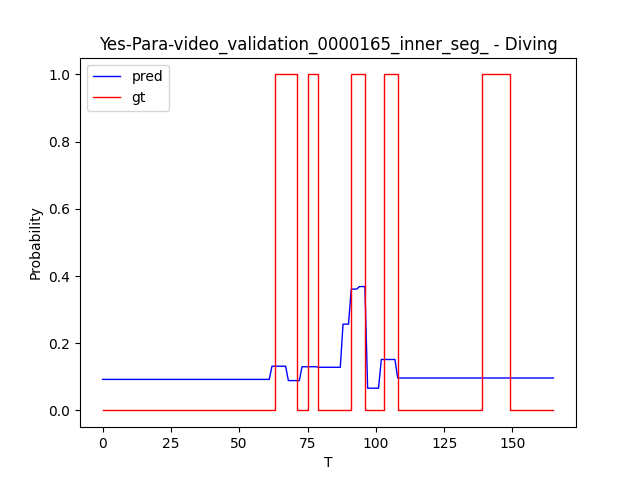 Yes-Para-video_validation_0000165_inner_seg_ - Diving
pred
gt
1.0
0.8
0.6
0.4
0.2
0.0
Probability
0
25
50
75
100
125
150
T